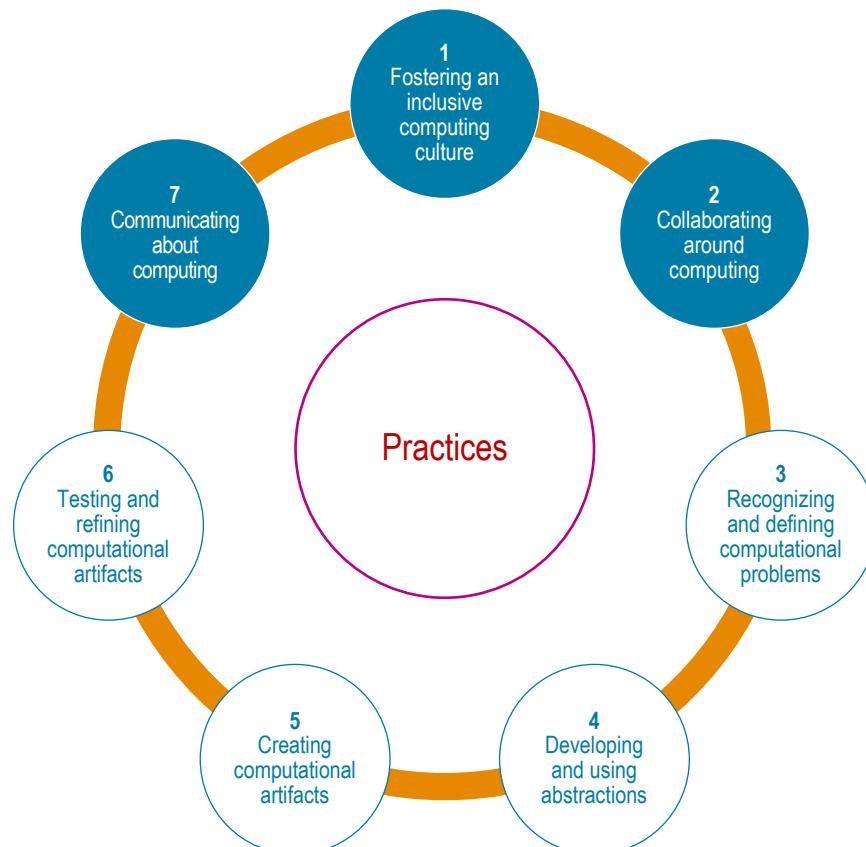 1
Fostering an
inclusive
computing
culture
2
Collaborating
around
computing
3
Recognizing
and defining
computational
problems
4
Developing
and using
abstractions
5
Creating
computational
artifacts
6
Testing and
refining
computational
artifacts
7
Communicating
about
computing
Practices